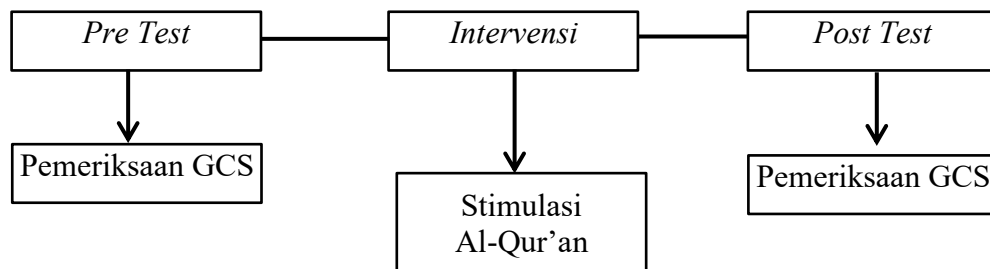 Pre Test
Intervensi
Post Test
Pemeriksaan GCS
Stimulasi
Al-Qur’an
Pemeriksaan GCS